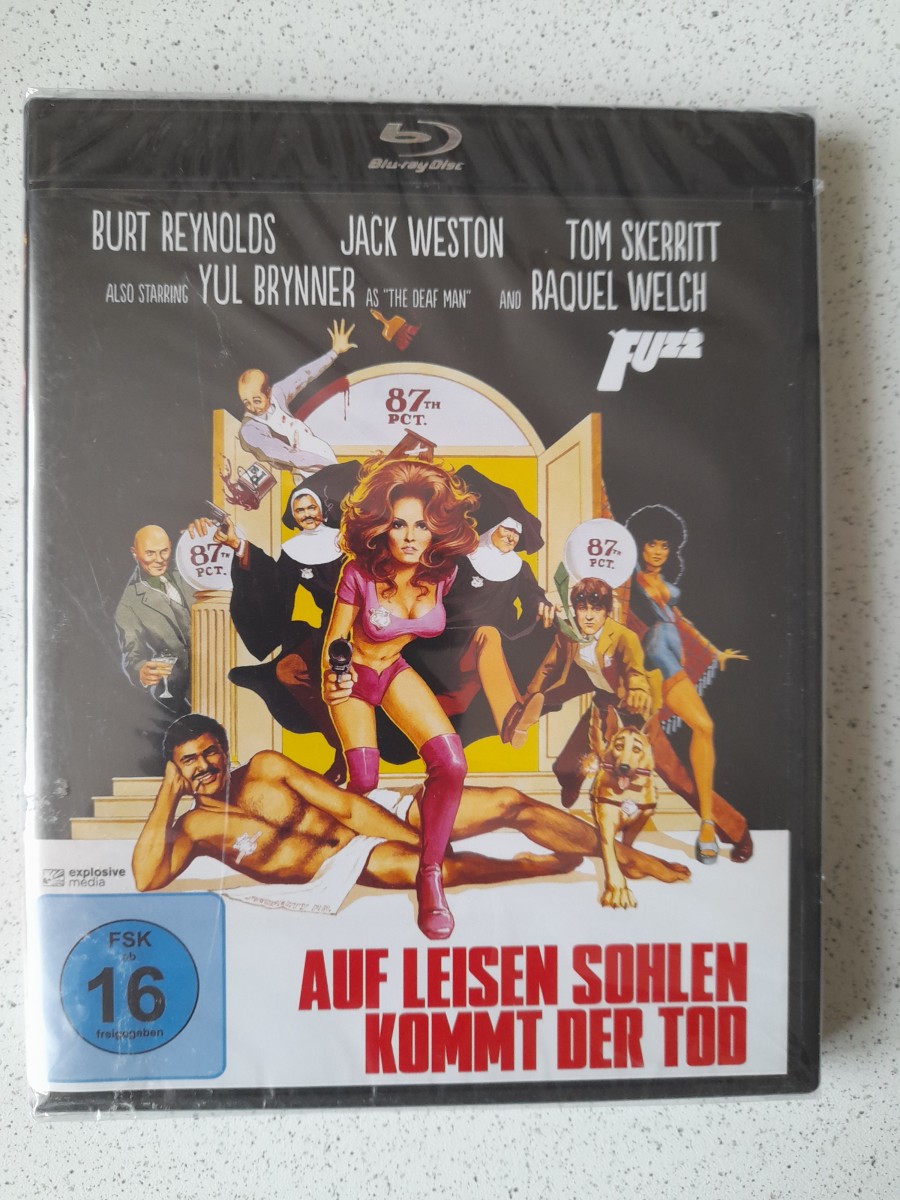 Blu-ray Disc
BURT REYNOLDS JACK WESTON TOM SKERRITT
ALSO STARRING YUL BRYNNER AS "THE DEAF MAN" AND RAQUEL WELCH
FUZZ
87TH
PCT.
87TH
PCT.
87TH
PCT.
explosive
media
FSK
ab
16
freigegeben
AUF LEISEN SOHLEN
KOMMT DER TOD